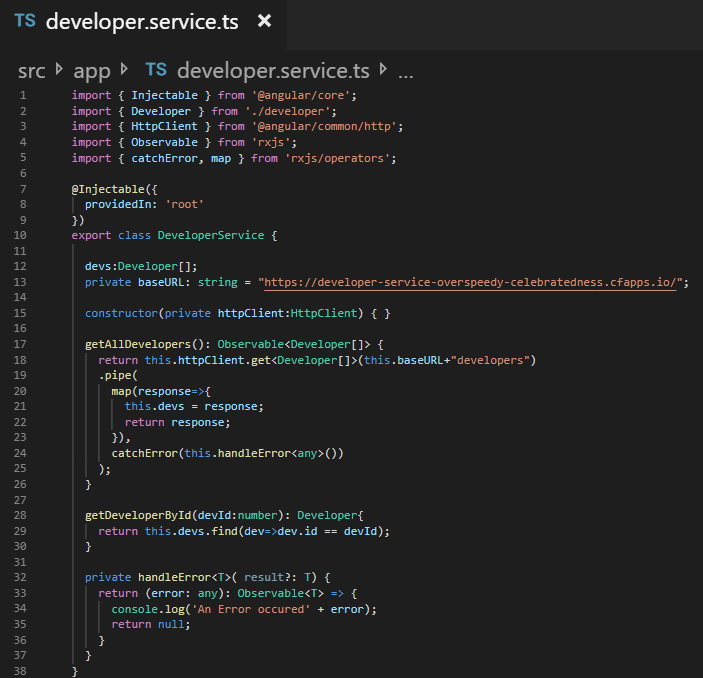 TS developer.service.ts ×
src > app > TS developer.service.ts > ...
1 import { Injectable } from '@angular/core';
2 import { Developer } from './developer';
3 import { HttpClient } from '@angular/common/http';
4 import { Observable } from 'rxjs';
5 import { catchError, map } from 'rxjs/operators';
6
7 @Injectable({
8   providedIn: 'root'
9 })
10 export class DeveloperService {
11
12   devs:Developer[];
13   private baseURL: string = "https://developer-service-overspeedy-celebratedness.cfapps.io/";
14
15   constructor(private httpClient:HttpClient) { }
16
17   getAllDevelopers(): Observable<Developer[]> {
18     return this.httpClient.get<Developer[]>(this.baseURL+"developers")
19     .pipe(
20       map(response=>{
21         this.devs = response;
22         return response;
23       }),
24       catchError(this.handleError<any>())
25     );
26   }
27
28   getDeveloperById(devId:number): Developer{
29     return this.devs.find(dev=>dev.id == devId);
30   }
31
32   private handleError<T>( result?: T) {
33     return (error: any): Observable<T> => {
34       console.log('An Error occured' + error);
35       return null;
36     }
37   }
38 }